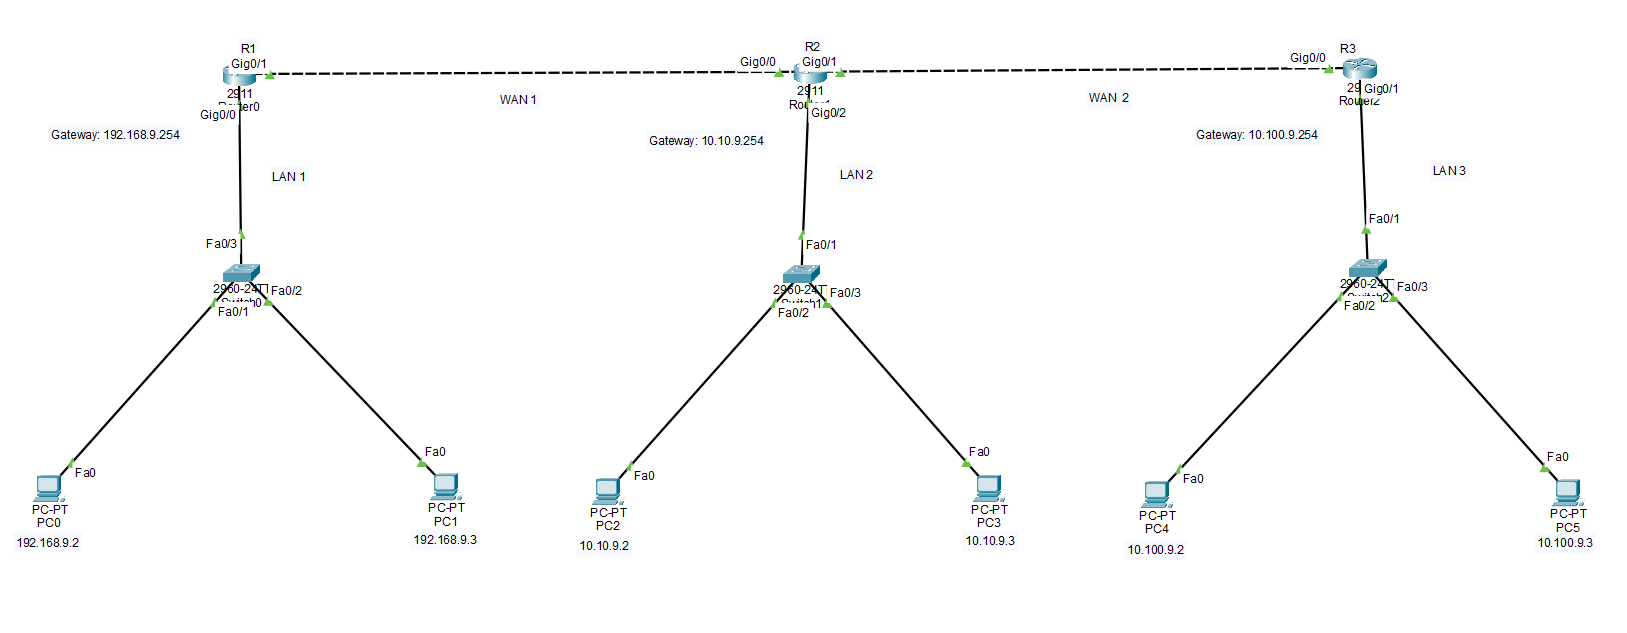 R1
Gig0/1
2911
Gig0/0
Gateway: 192.168.9.254
WAN 1
LAN 1
Fa0/3
Fa0/2
Fa0/1
Fa0
PC-PT
PC0
192.168.9.2
Fa0
PC-PT
PC1
192.168.9.3
R2
Gig0/0
Gig0/1
2911
Gig0/2
Gateway: 10.10.9.254
WAN 2
LAN 2
Fa0/1
Fa0/3
Fa0/2
Fa0
PC-PT
PC2
10.10.9.2
Fa0
PC-PT
PC3
10.10.9.3
R3
Gig0/0
Gig0/1
Gateway: 10.100.9.254
LAN 3
Fa0/1
Fa0/3
Fa0/2
Fa0
PC-PT
PC4
10.100.9.2
Fa0
PC-PT
PC5
10.100.9.3